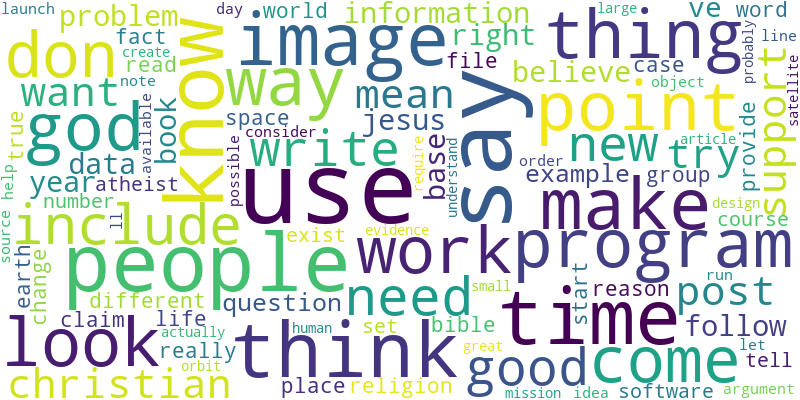 launch
problem
day
world
information
ve
word
large
don
fact
read
know
image
right
thing
probably
line
create
note
way
file
believe
case
object
satellite
want
available
book
mean
point
support
god
true
data
space
consider
jesus
base
say
new
try
provide
article
year
atheist
possible
write
understand
require
order
example
group
number
help
ll
use
make
design
source
include
exist
evidence
work
program
course
earth
change
people
different
question
small
need
start
reason
post
claim
life
set
bible
time
follow
run
look
actually
human
really
think
great
good
come
let
tell
christian
orbit
place
religion
mission
idea
software
argument